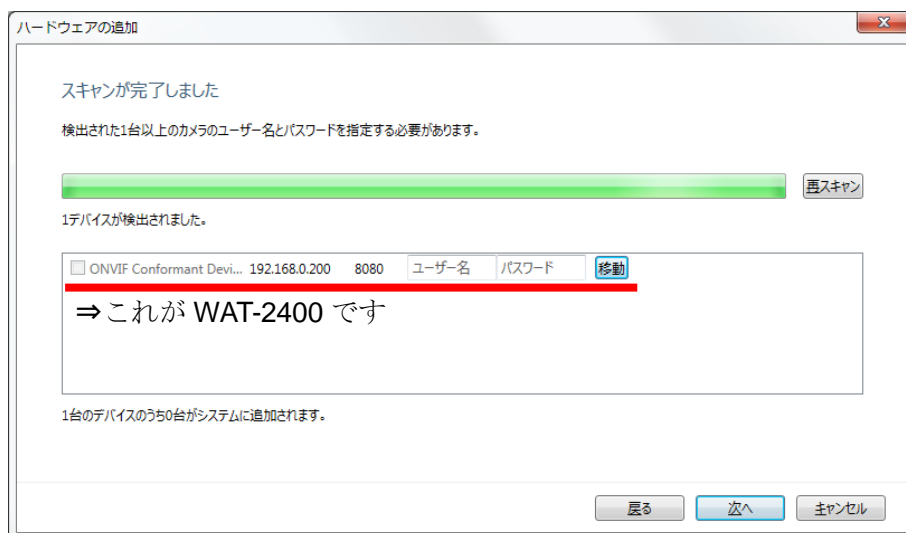 ハードウェアの追加
スキャンが完了しました
検出された1台以上のカメラのユーザー名とパスワードを指定する必要があります。
再スキャン
1デバイスが検出されました。
ONVIF Conformant Devi... 192.168.0.200 8080 ユーザー名 パスワード 移動
⇒これが WAT-2400 です
1台のデバイスのうち0台がシステムに追加されます。
戻る 次へ キャンセル